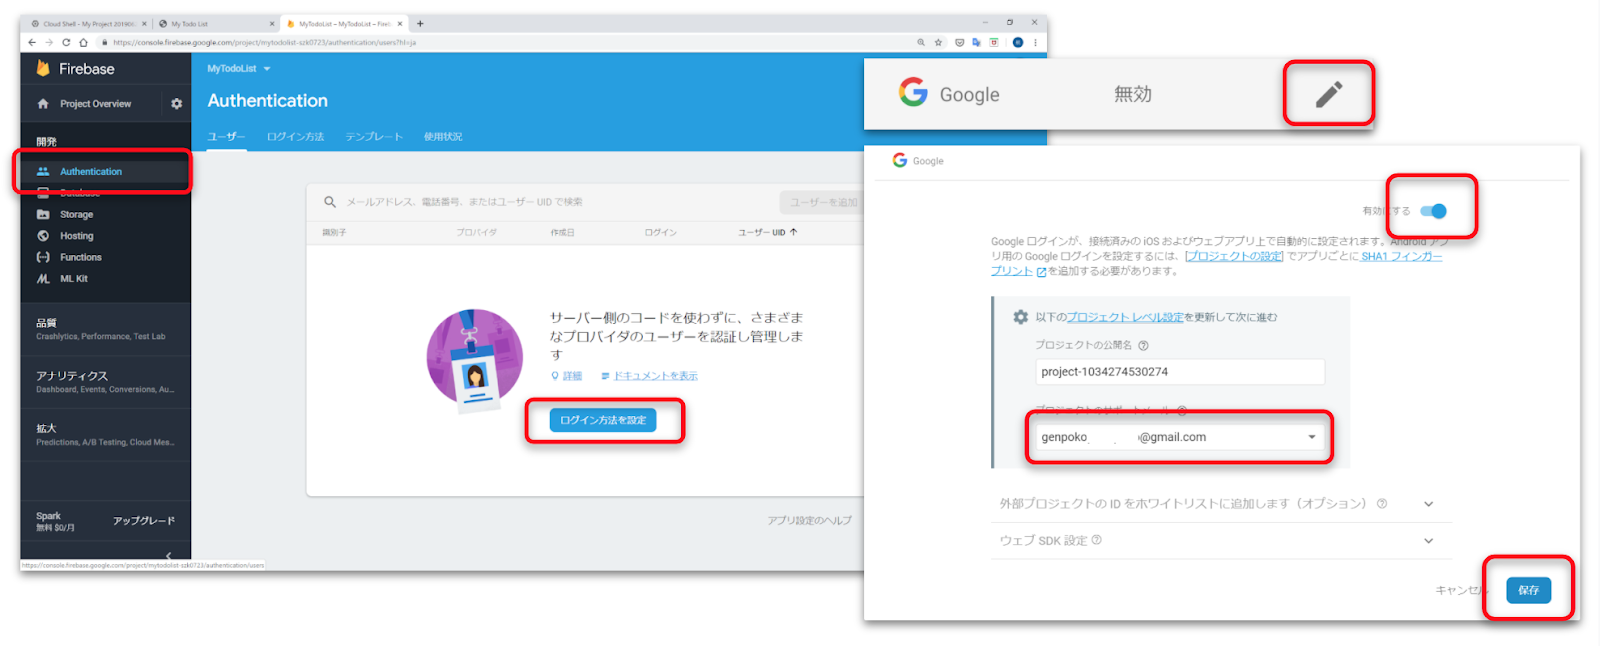 Cloud Shell - My Project 20190
My Todo List
MyTodoList – MyTodoList – Fire
https://console.firebase.google.com/project/mytodolist-szk0723/authentication/users?hl=ja
Firebase
Project Overview
開発
Authentication
Database
Storage
Hosting
Functions
ML Kit
品質
Crashlytics, Performance, Test Lab
アナリティクス
Dashboard, Events, Conversions, Au...
拡大
Predictions, A/B Testing, Cloud Mes...
Spark
無料 $0/月
アップグレード
https://console.firebase.google.com/project/mytodolist-szk0723/authentication/users
MyTodoList
Authentication
ユーザー
ログイン方法
テンプレート
使用状況
メールアドレス、電話番号、またはユーザー UID で検索
ユーザーを追加
識別子
プロバイダ
作成日
ログイン
ユーザー UID
サーバー側のコードを使わずに、さまざま
なプロバイダのユーザーを認証し管理しま
す
詳細
ドキュメントを表示
ログイン方法を設定
アプリ設定のヘルプ
Google
無効
Google
有効にする
Google ログインが、接続済みの iOS およびウェブアプリ上で自動的に設定されます。Android アプ
リ用の Google ログインを設定するには、[プロジェクトの設定] でアプリごとに SHA1 フィンガー
プリント を追加する必要があります。
以下のプロジェクト レベル設定を更新して次に進む
プロジェクトの公開名
project-1034274530274
プロジェクトのサポートメール
genpoko
@gmail.com
外部プロジェクトの ID をホワイトリストに追加します（オプション）
ウェブ SDK 設定
キャンセル
保存